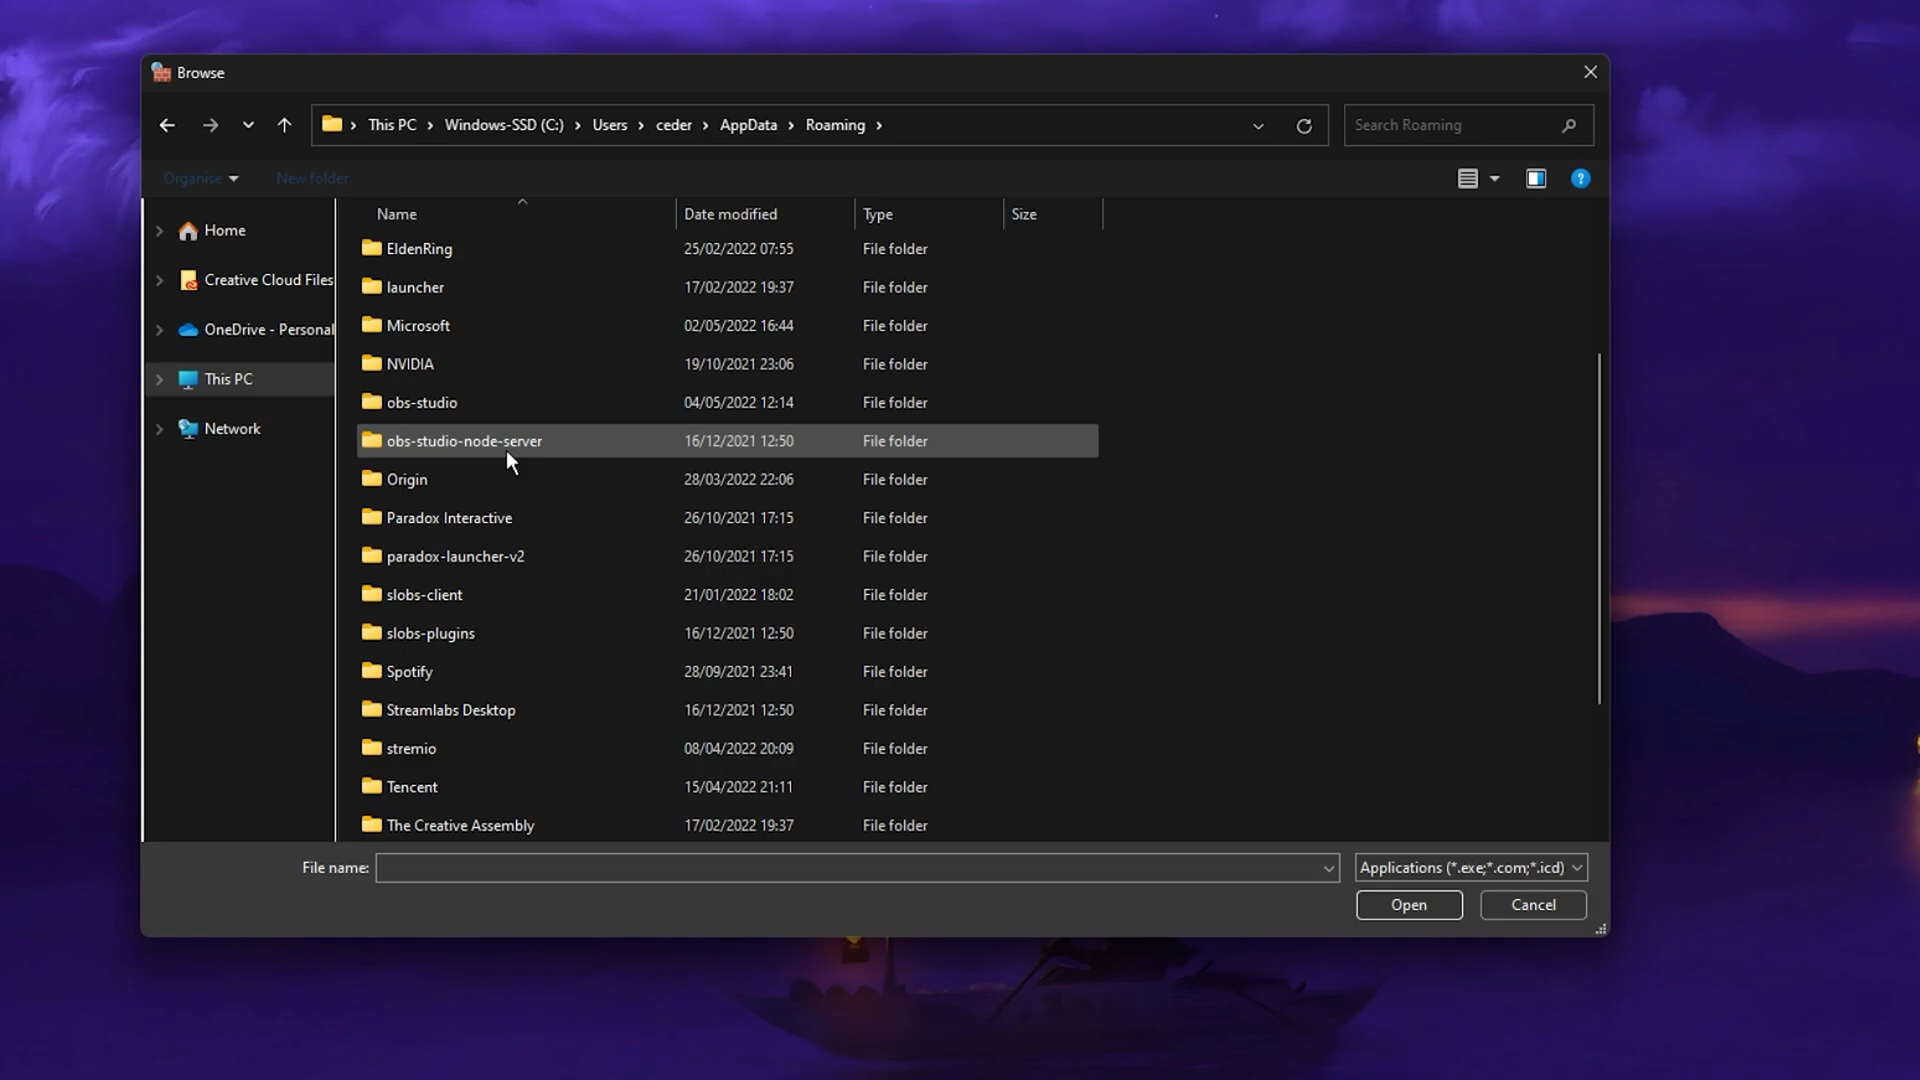 Browse
This PC Windows-SSD (C:) Users ceder AppData Roaming
Search Roaming
Organise New folder
?
Name Date modified Type Size
Home
Creative Cloud Files
OneDrive - Personal
This PC
Network
EldenRing 25/02/2022 07:55 File folder
launcher 17/02/2022 19:37 File folder
Microsoft 02/05/2022 16:44 File folder
NVIDIA 19/10/2021 23:06 File folder
obs-studio 04/05/2022 12:14 File folder
obs-studio-node-server 16/12/2021 12:50 File folder
Origin 28/03/2022 22:06 File folder
Paradox Interactive 26/10/2021 17:15 File folder
paradox-launcher-v2 26/10/2021 17:15 File folder
slobs-client 21/01/2022 18:02 File folder
slobs-plugins 16/12/2021 12:50 File folder
Spotify 28/09/2021 23:41 File folder
Streamlabs Desktop 16/12/2021 12:50 File folder
stremio 08/04/2022 20:09 File folder
Tencent 15/04/2022 21:11 File folder
The Creative Assembly 17/02/2022 19:37 File folder
File name: Applications (*.exe;*.com;*.icd)
Open Cancel